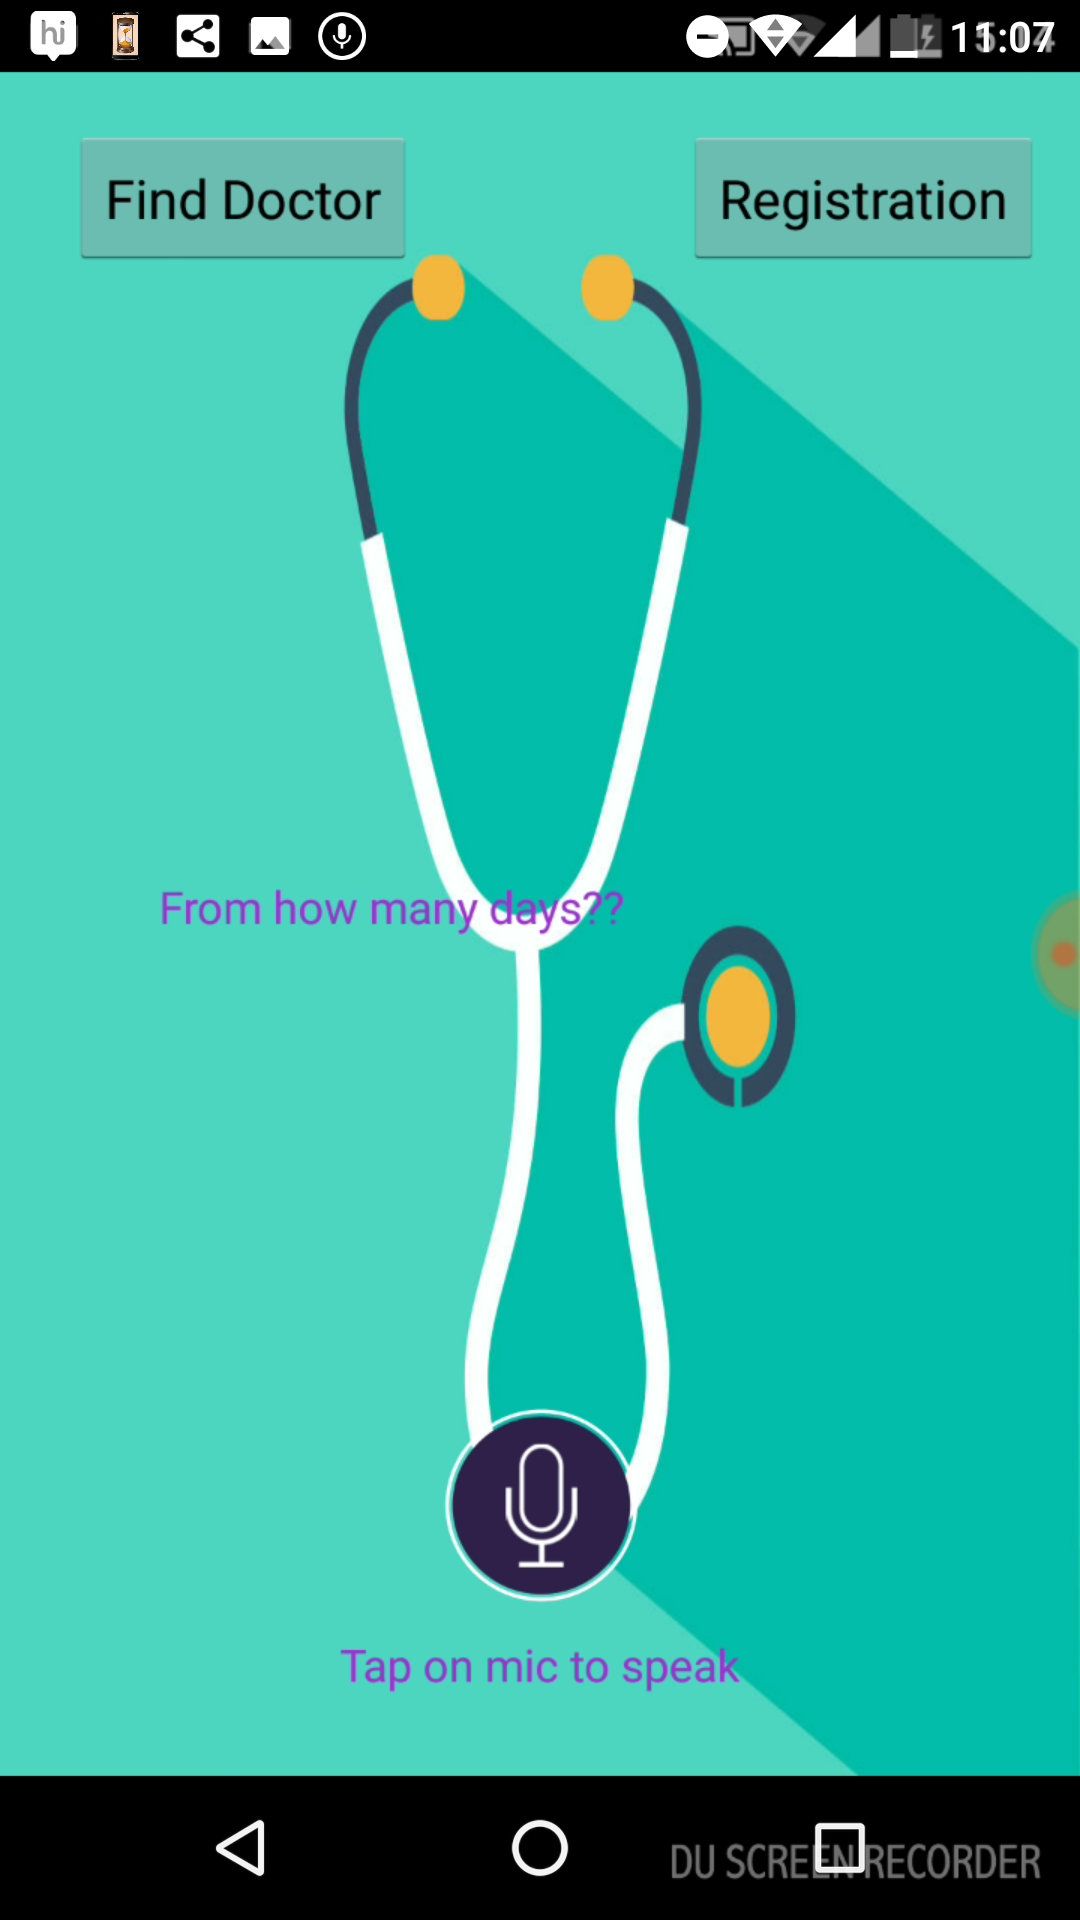 hi
11:07
Find Doctor
Registration
From how many days??
Tap on mic to speak
DU SCREEN RECORDER